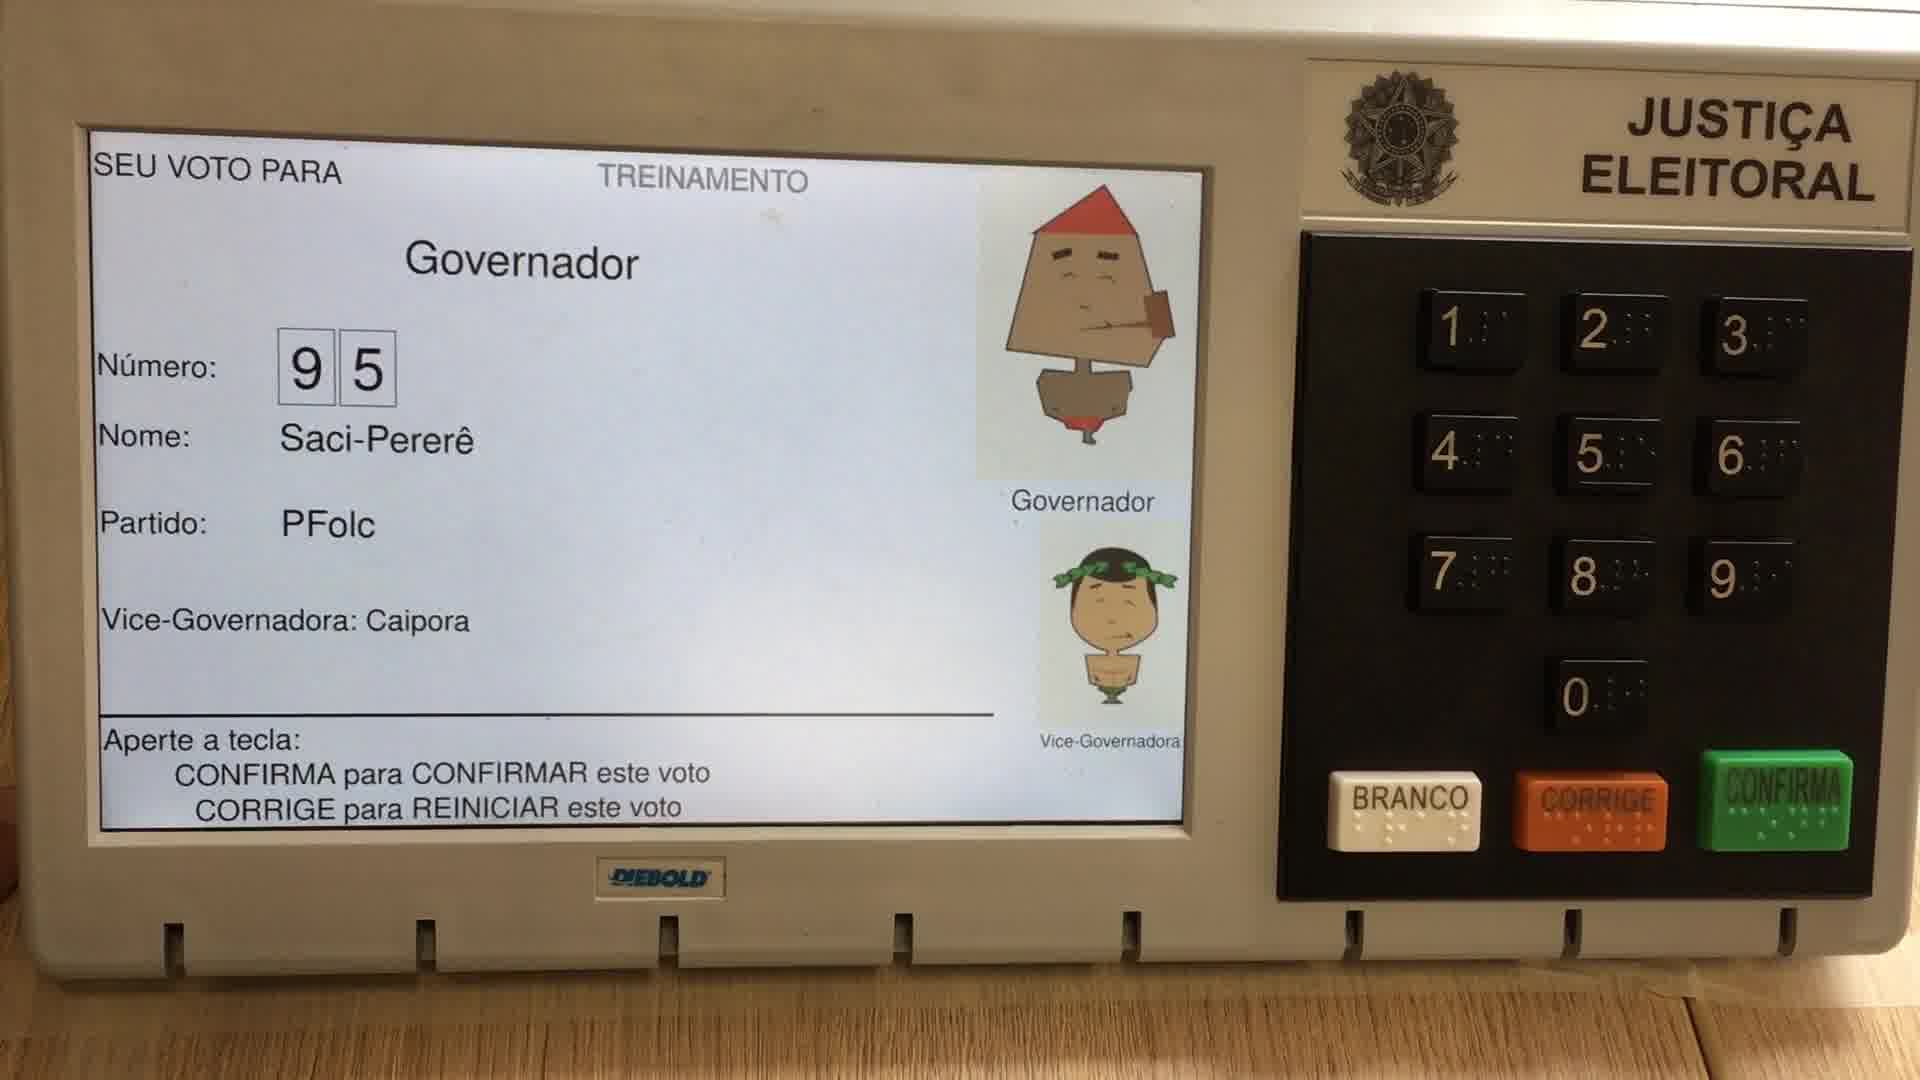 SEU VOTO PARA
TREINAMENTO
Governador
Número: 95
Nome: Saci-Pererê
Partido: PFolc
Vice-Governadora: Caipora
Governador
Vice-Governadora
Aperte a tecla:
CONFIRMA para CONFIRMAR este voto
CORRIGE para REINICIAR este voto
DIEBOLD
JUSTIÇA
ELEITORAL
1 2 3
4 5 6
7 8 9
0
BRANCO CORRIGE CONFIRMA